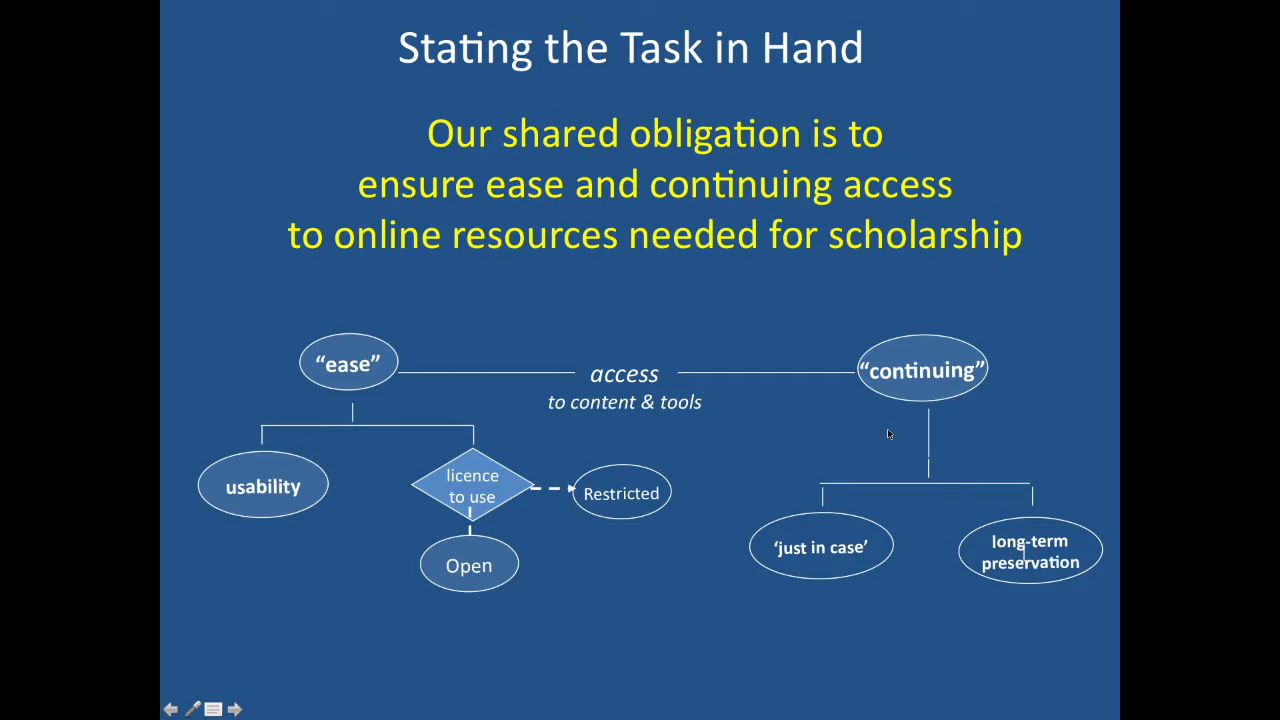 Stating the Task in Hand
Our shared obligation is to
ensure ease and continuing access
to online resources needed for scholarship
“ease”
access
to content & tools
“continuing”
usability
licence
to use
Restricted
Open
‘just in case’
long-term
preservation